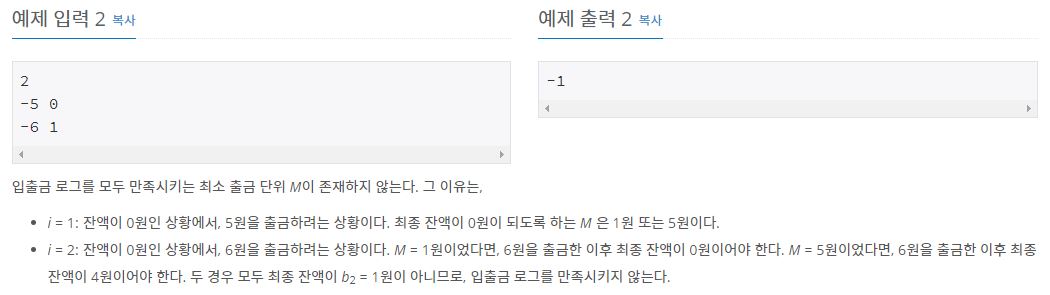 예제 입력 2 복사
2
-5 0
-6 1
예제 출력 2 복사
-1
입출금 로그를 모두 만족시키는 최소 출금 단위 M이 존재하지 않는다. 그 이유는,
• i = 1: 잔액이 0원인 상황에서, 5원을 출금하려는 상황이다. 최종 잔액이 0원이 되도록 하는 M 은 1원 또는 5원이다.
• i = 2: 잔액이 0원인 상황에서, 6원을 출금하려는 상황이다. M = 1원이었다면, 6원을 출금한 이후 최종 잔액이 0원이어야 한다. M = 5원이었다면, 6원을 출금한 이후 최종
잔액이 4원이어야 한다. 두 경우 모두 최종 잔액이 b₂ = 1원이 아니므로, 입출금 로그를 만족시키지 않는다.